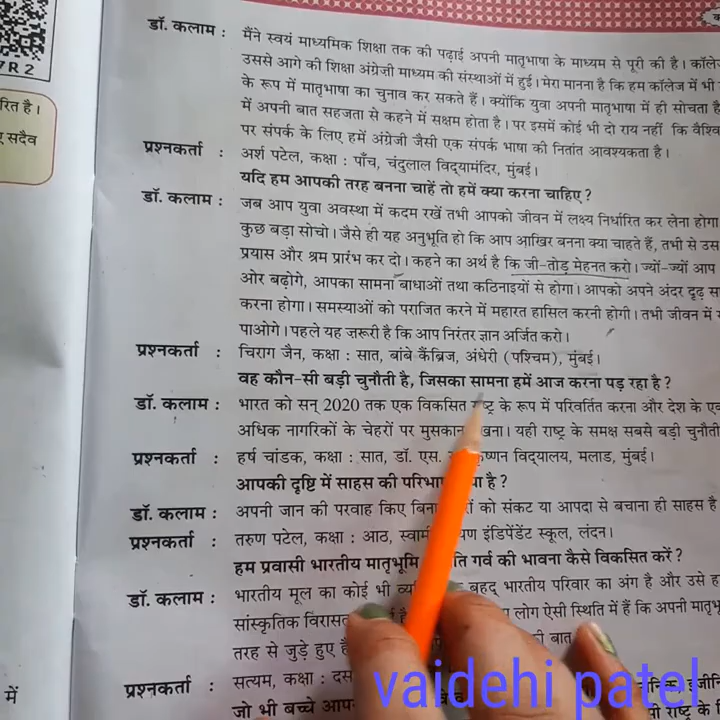 7R 2
रित है।
र सदैव
डॉ. कलाम : मैंने स्वयं माध्यमिक शिक्षा तक की पढ़ाई अपनी मातृभाषा के माध्यम से पूरी की है। कॉलेज
उससे आगे की शिक्षा अंग्रेज़ी माध्यम की संस्थाओं में हुई। मेरा मानना है कि हम कॉलेज में भी
के रूप में मातृभाषा का चुनाव कर सकते हैं। क्योंकि युवा अपनी मातृभाषा में ही सोचता है
में अपनी बात सहजता से कहने में सक्षम होता है। पर इसमें कोई भी दो राय नहीं कि वैश्वि
पर संपर्क के लिए हमें अंग्रेज़ी जैसी एक संपर्क भाषा की नितांत आवश्यकता है।
प्रश्नकर्ता : अर्श पटेल, कक्षा : पाँच, चंदुलाल विद्यामंदिर, मुंबई।
यदि हम आपकी तरह बनना चाहें तो हमें क्या करना चाहिए?
डॉ. कलाम : जब आप युवा अवस्था में कदम रखें तभी आपको जीवन में लक्ष्य निर्धारित कर लेना होगा
कुछ बड़ा सोचो। जैसे ही यह अनुभूति हो कि आप आखिर बनना क्या चाहते हैं, तभी से उस
प्रयास और श्रम प्रारंभ कर दो। कहने का अर्थ है कि जी-तोड़ मेहनत करो। ज्यों-ज्यों आप
ओर बढ़ोगे, आपका सामना बाधाओं तथा कठिनाइयों से होगा। आपको अपने अंदर दृढ़ सा
करना होगा। समस्याओं को पराजित करने में महारत हासिल करनी होगी। तभी जीवन में
पाओगे। पहले यह ज़रूरी है कि आप निरंतर ज्ञान अर्जित करो।
प्रश्नकर्ता : चिराग जैन, कक्षा : सात, बांबे कैंब्रिज, अंधेरी (पश्चिम), मुंबई।
वह कौन-सी बड़ी चुनौती है, जिसका सामना हमें आज करना पड़ रहा है?
डॉ. कलाम : भारत को सन् 2020 तक एक विकसित राष्ट्र के रूप में परिवर्तित करना और देश के एक
अधिक नागरिकों के चेहरों पर मुसकान खना। यही राष्ट्र के समक्ष सबसे बड़ी चुनौती
प्रश्नकर्ता : हर्ष चांडक, कक्षा : सात, डॉ. एस. कृष्णन विद्यालय, मलाड, मुंबई।
आपकी दृष्टि में साहस की परिभा है?
डॉ. कलाम : अपनी जान की परवाह किए बिना को संकट या आपदा से बचाना ही साहस है
प्रश्नकर्ता : तरुण पटेल, कक्षा : आठ, स्वामी यण इंडिपेंडेंट स्कूल, लंदन।
हम प्रवासी भारतीय मातृभूमि ति गर्व की भावना कैसे विकसित करें?
डॉ. कलाम : भारतीय मूल का कोई भी व्य बृहद् भारतीय परिवार का अंग है और उसे ह
सांस्कृतिक विरासत लोग ऐसी स्थिति में हैं कि अपनी मातृभू
तरह से जुड़े हुए है ी बात
प्रश्नकर्ता : सत्यम, कक्षा : दस
में जो भी बच्चे आप पी राष्ट्र के
vaidehi patel